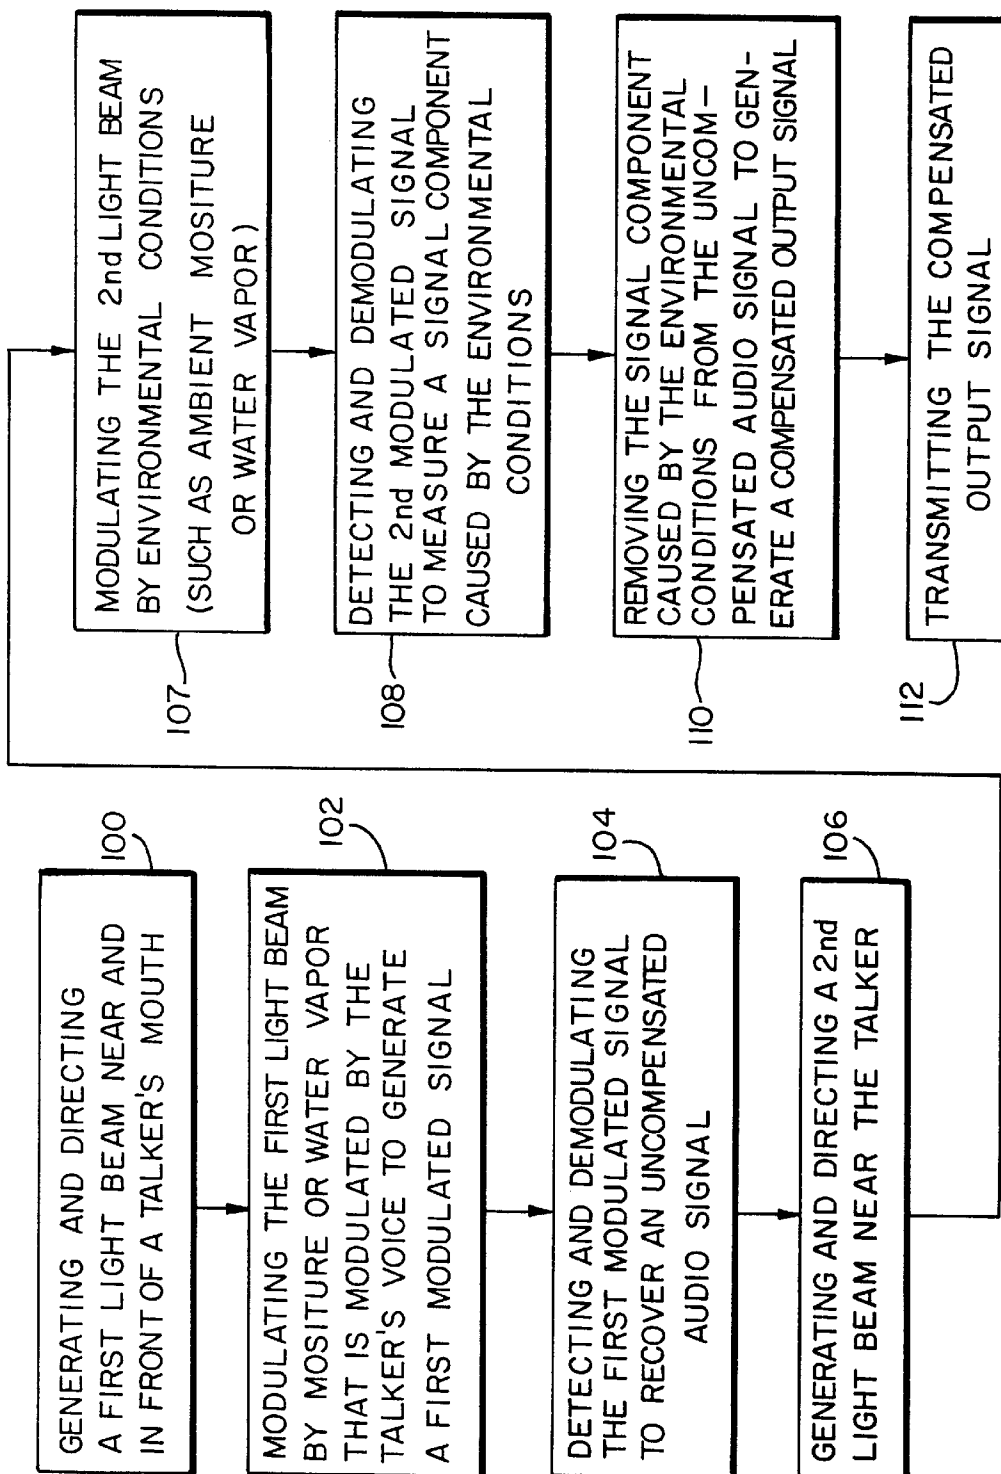 GENERATING AND DIRECTING
A FIRST LIGHT BEAM NEAR AND
IN FRONT OF A TALKER'S MOUTH
100
MODULATING THE FIRST LIGHT BEAM
BY MOSITURE OR WATER VAPOR
THAT IS MODULATED BY THE
TALKER'S VOICE TO GENERATE
A FIRST MODULATED SIGNAL
102
DETECTING AND DEMODULATING
THE FIRST MODULATED SIGNAL
TO RECOVER AN UNCOMPENSATED
AUDIO SIGNAL
104
GENERATING AND DIRECTING A 2nd
LIGHT BEAM NEAR THE TALKER
106
MODULATING THE 2nd LIGHT BEAM
BY ENVIRONMENTAL CONDITIONS
(SUCH AS AMBIENT MOSITURE
OR WATER VAPOR)
107
DETECTING AND DEMODULATING
THE 2nd MODULATED SIGNAL
TO MEASURE A SIGNAL COMPONENT
CAUSED BY THE ENVIRONMENTAL
CONDITIONS
108
REMOVING THE SIGNAL COMPONENT
CAUSED BY THE ENVIRONMENTAL
CONDITIONS FROM THE UNCOM-
PENSATED AUDIO SIGNAL TO GEN-
ERATE A COMPENSATED OUTPUT SIGNAL
110
TRANSMITTING THE COMPENSATED
OUTPUT SIGNAL
112